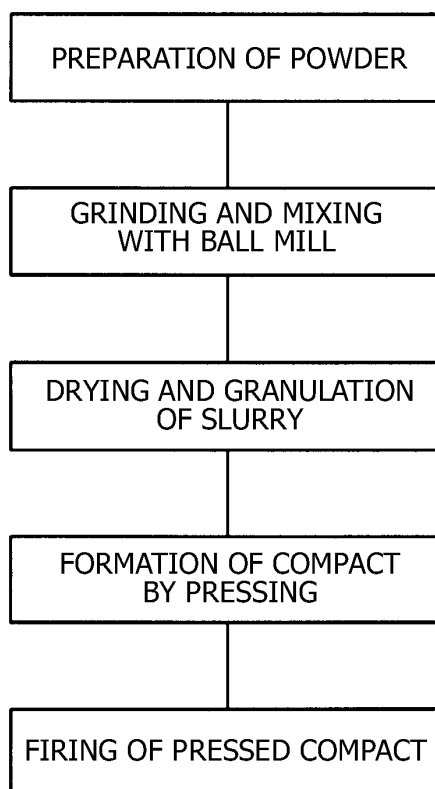 PREPARATION OF POWDER
GRINDING AND MIXING
WITH BALL MILL
DRYING AND GRANULATION
OF SLURRY
FORMATION OF COMPACT
BY PRESSING
FIRING OF PRESSED COMPACT